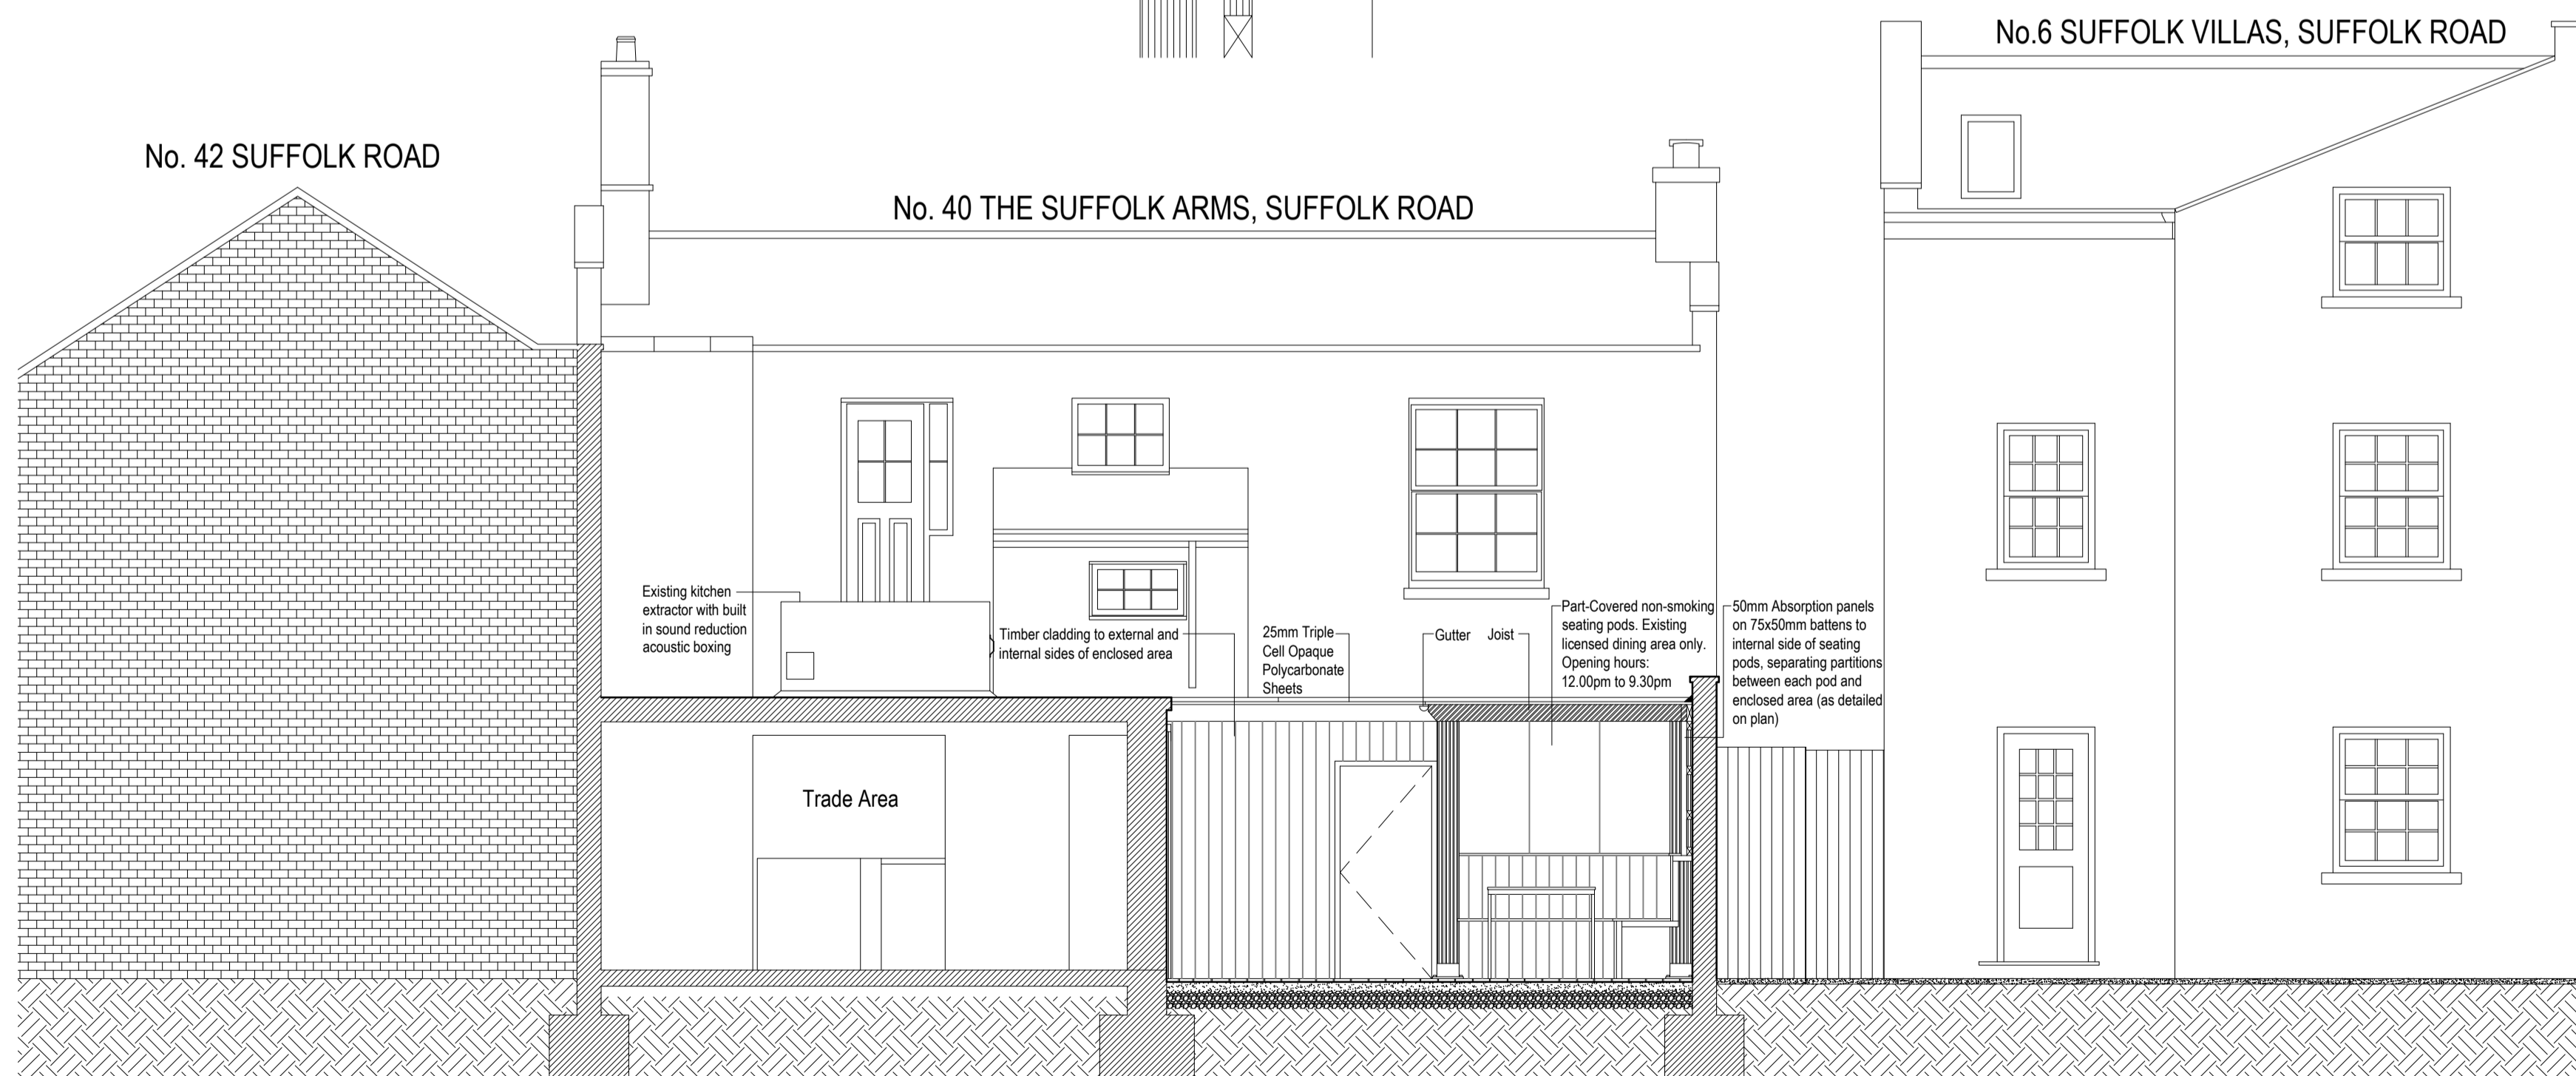 No.6 SUFFOLK VILLAS, SUFFOLK ROAD
No. 42 SUFFOLK ROAD
No. 40 THE SUFFOLK ARMS, SUFFOLK ROAD
Existing kitchen
extractor with built
in sound reduction
acoustic boxing
Timber cladding to external and
internal sides of enclosed area
25mm Triple
Cell Opaque
Polycarbonate
Sheets
Gutter
Joist
Part-Covered non-smoking
seating pods. Existing
licensed dining area only.
Opening hours:
12.00pm to 9.30pm
50mm Absorption panels
on 75x50mm battens to
internal side of seating
pods, separating partitions
between each pod and
enclosed area (as detailed
on plan)
Trade Area